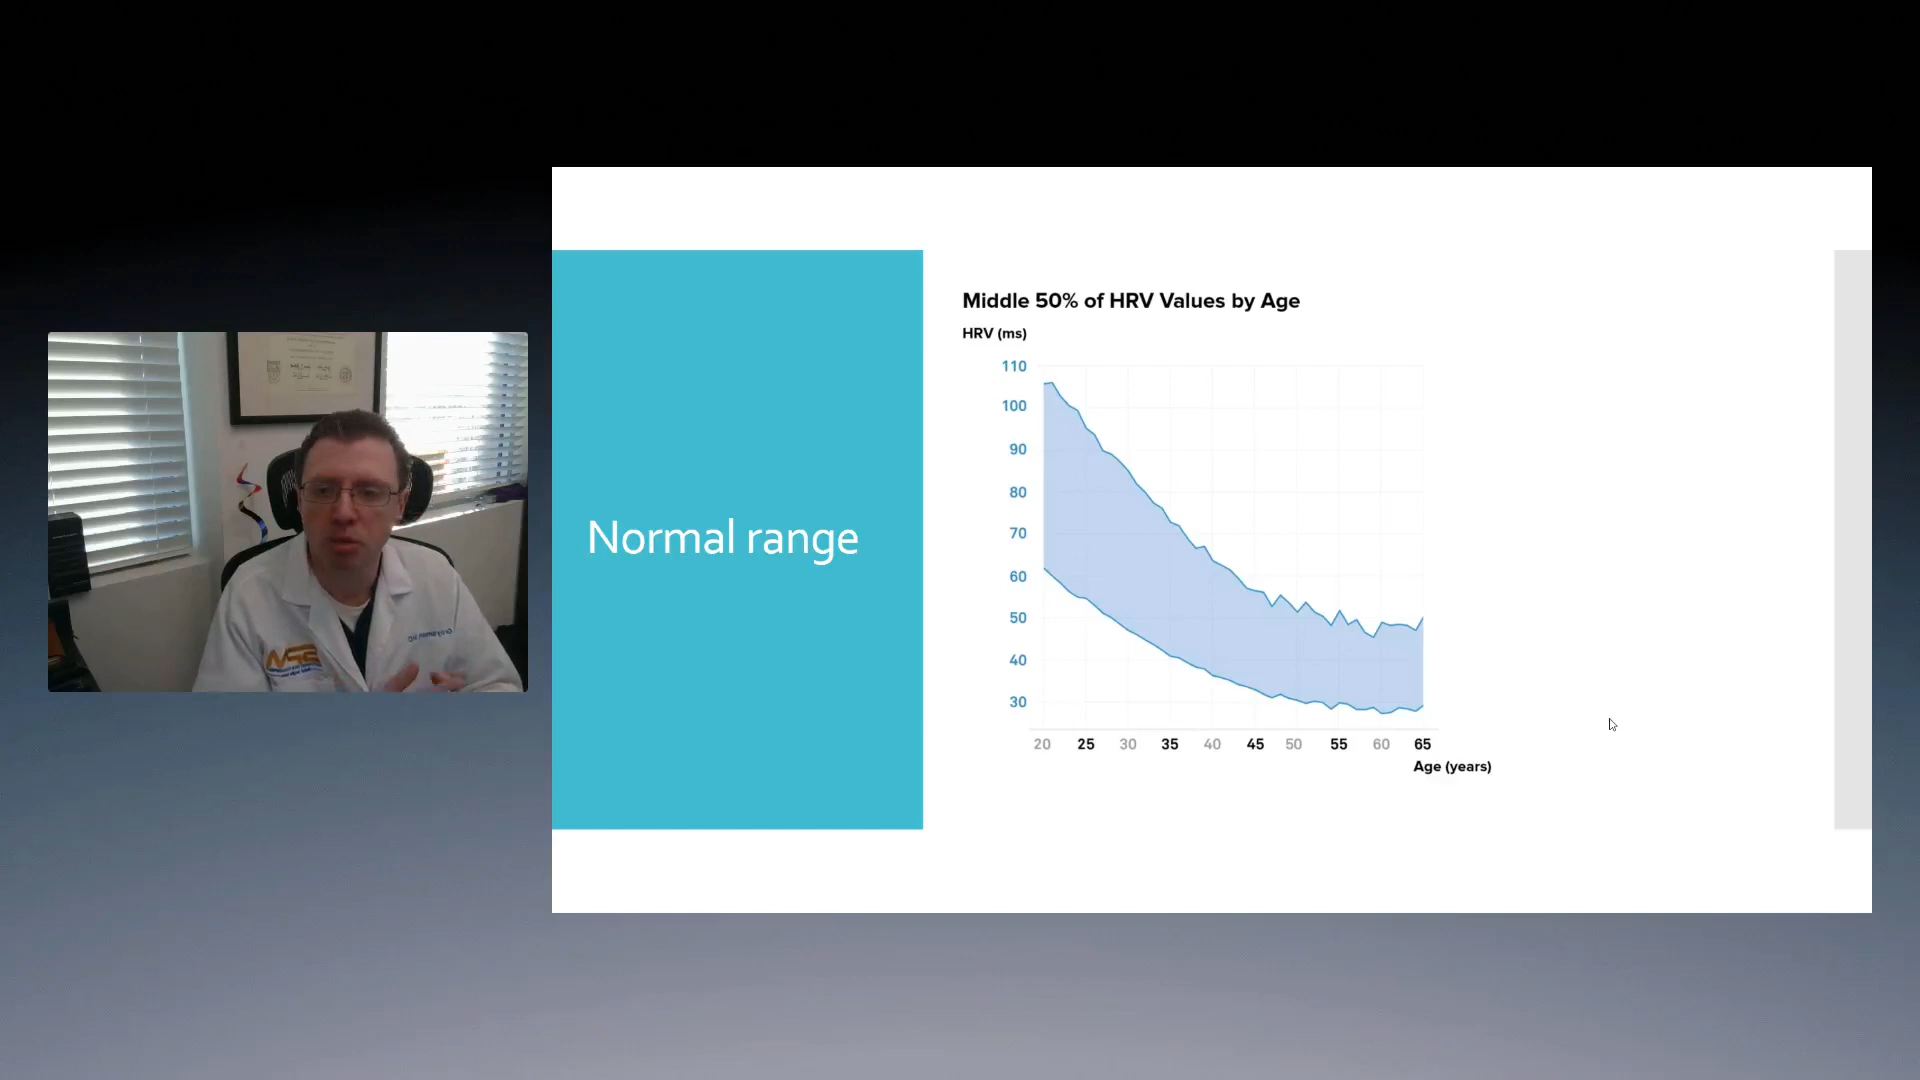 Normal range
Middle 50% of HRV Values by Age
HRV (ms)
110
100
90
80
70
60
50
40
30
20 25 30 35 40 45 50 55 60 65
Age (years)